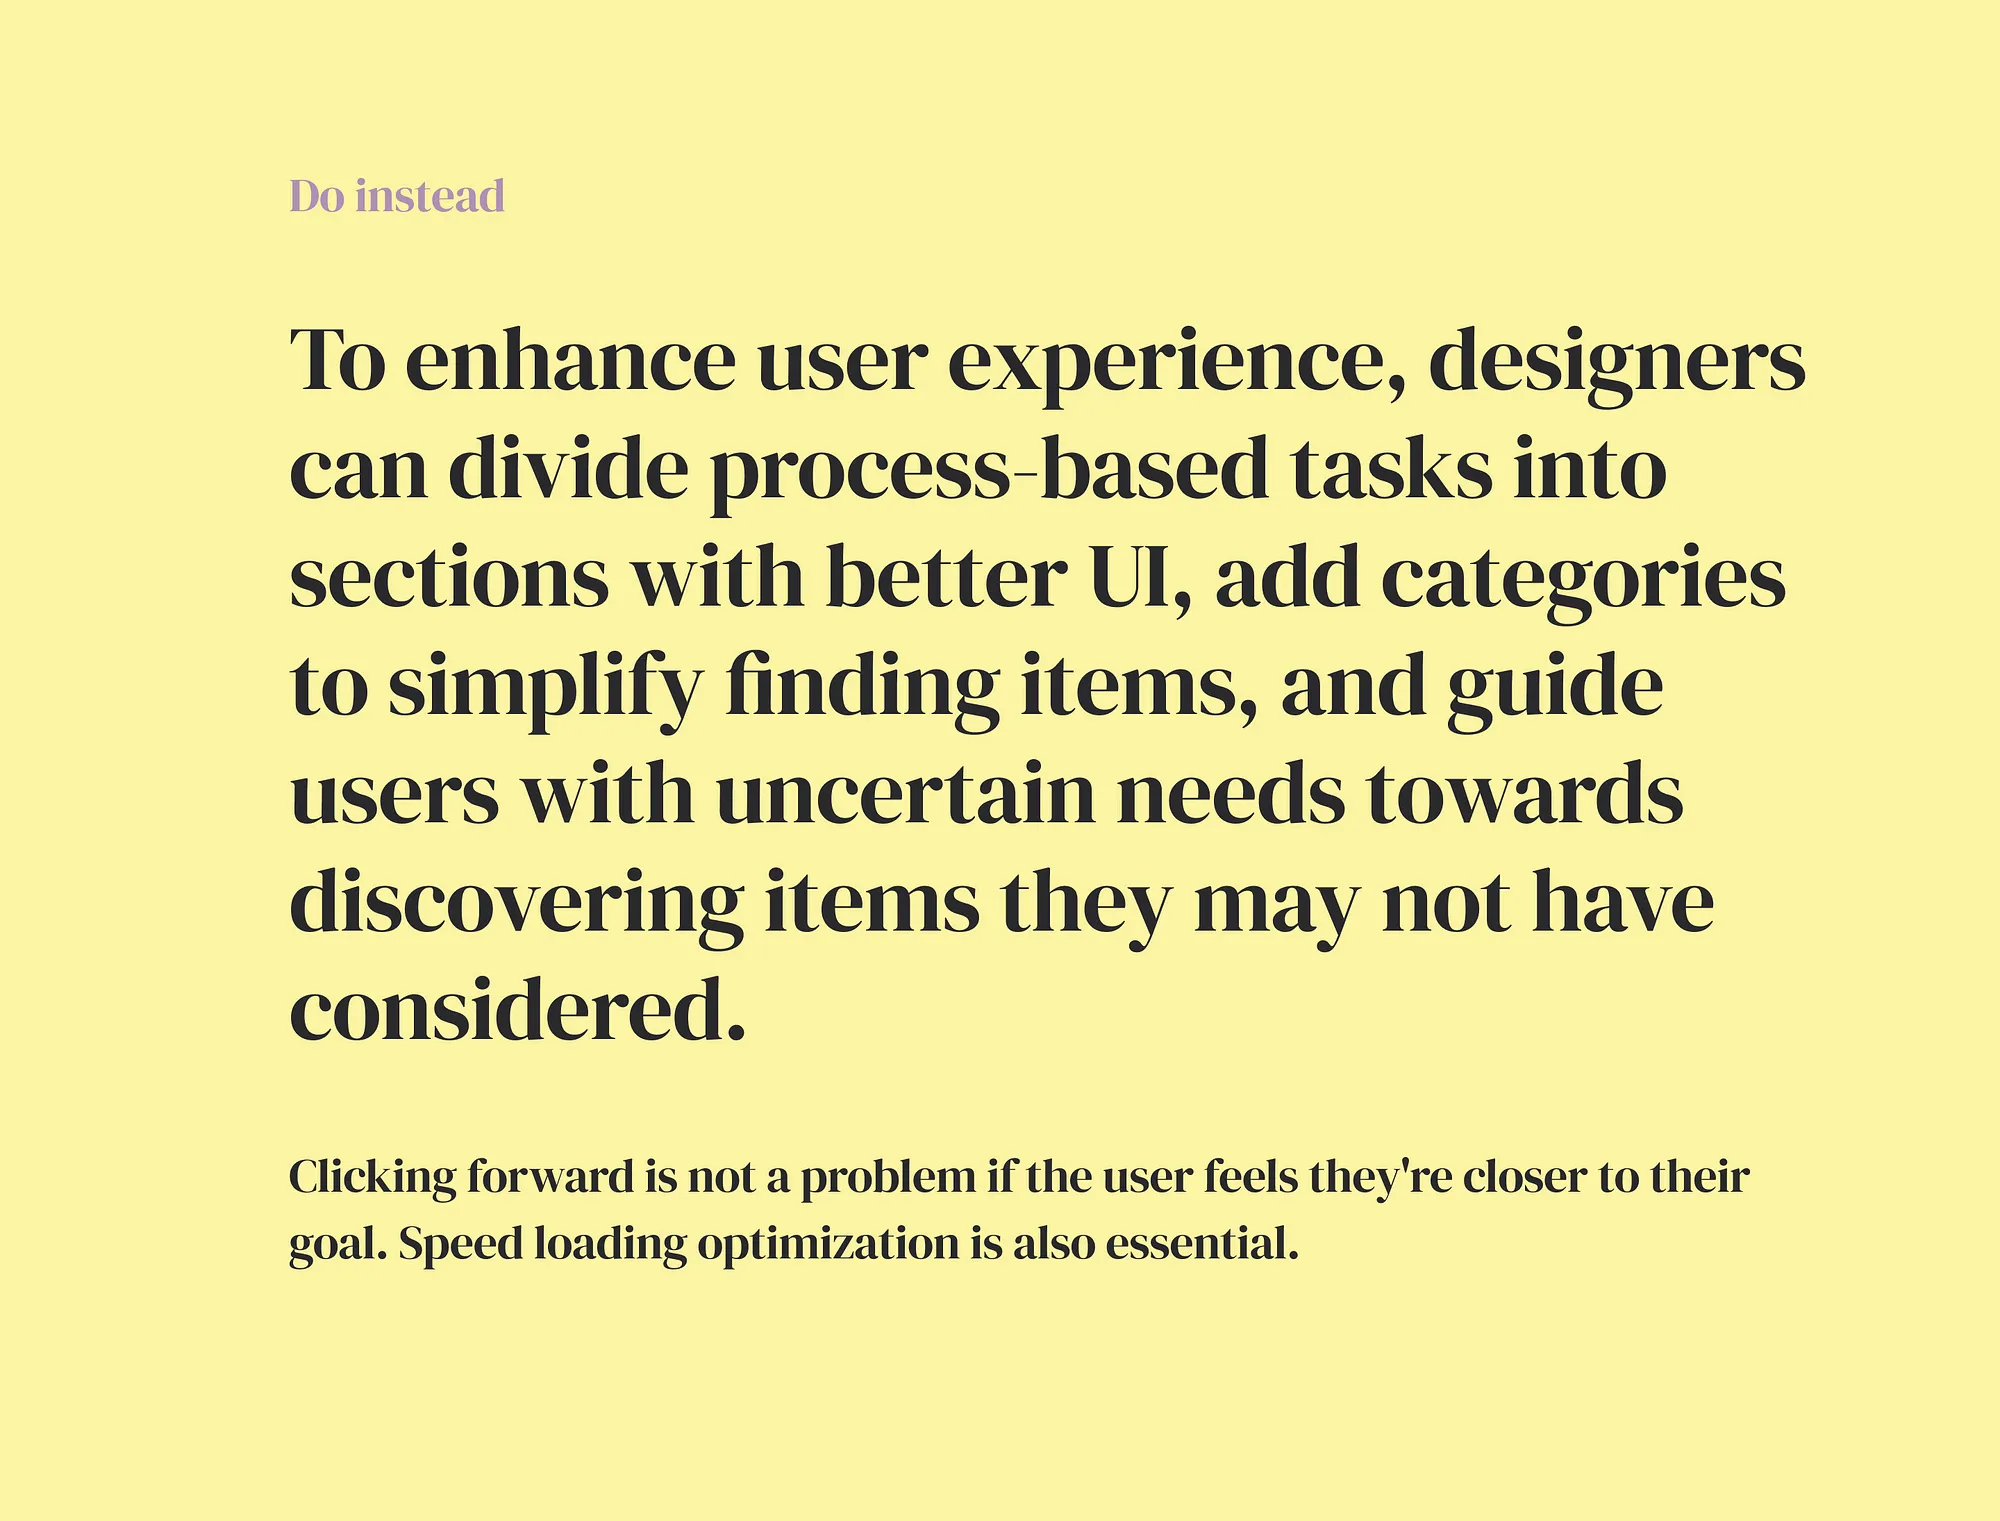 Do instead
To enhance user experience, designers
can divide process-based tasks into
sections with better UI, add categories
to simplify finding items, and guide
users with uncertain needs towards
discovering items they may not have
considered.
Clicking forward is not a problem if the user feels they're closer to their
goal. Speed loading optimization is also essential.